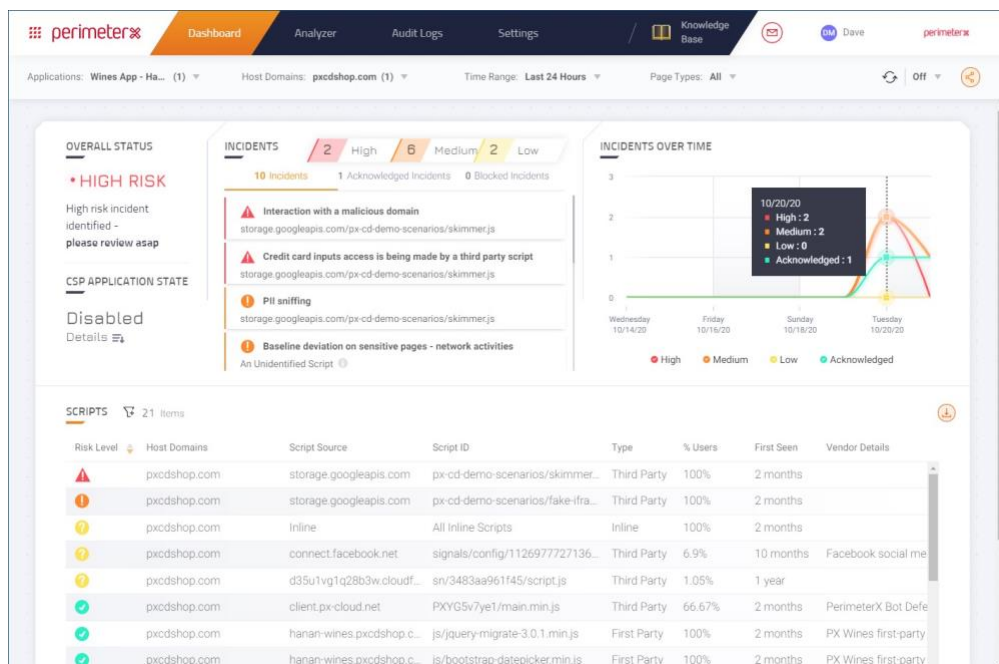 perimeterx
Dashboard
Analyzer
Audit Logs
Settings
Knowledge
Base
DM Dave
perimeterx
Applications: Wines App - Ha... (1)
Host Domains: pxcdshop.com (1)
Time Range: Last 24 Hours
Page Types: All
Off
OVERALL STATUS
HIGH RISK
High risk incident
identified -
please review asap
CSP APPLICATION STATE
Disabled
Details
INCIDENTS
2 High 6 Medium 2 Low
10 Incidents 1 Acknowledged Incidents 0 Blocked Incidents
Interaction with a malicious domain
storage.googleapis.com/px-cd-demo-scenarios/skimmer.js
Credit card inputs access is being made by a third party script
storage.googleapis.com/px-cd-demo-scenarios/skimmer.js
PII sniffing
storage.googleapis.com/px-cd-demo-scenarios/skimmer.js
Baseline deviation on sensitive pages - network activities
An Unidentified Script
INCIDENTS OVER TIME
3
2
1
0
10/20/20
High : 2
Medium : 2
Low : 0
Acknowledged : 1
Wednesday Friday Sunday Tuesday
10/14/20 10/16/20 10/18/20 10/20/20
High Medium Low Acknowledged
SCRIPTS 21 Items
Risk Level Host Domains Script Source Script ID Type % Users First Seen Vendor Details
pxcdshop.com storage.googleapis.com px-cd-demo-scenarios/skimmer... Third Party 100% 2 months
pxcdshop.com storage.googleapis.com px-cd-demo-scenarios/fake-ifra... Third Party 100% 2 months
pxcdshop.com Inline All Inline Scripts Inline 100% 2 months
pxcdshop.com connect.facebook.net signals/config/1126977727136... Third Party 6.9% 10 months Facebook social me
pxcdshop.com d35u1vg1q28b3w.cloudf... sn/3483aa961f45/script.js Third Party 1.05% 1 year
pxcdshop.com client.px-cloud.net PXYG5v7ye1/main.min.js Third Party 66.67% 2 months PerimeterX Bot Defe
pxcdshop.com hanan-wines.pxcdshop.c... js/jquery-migrate-3.0.1.min.js First Party 100% 2 months PX Wines first-party
pxcdshop.com hanan-wines.pxcdshop.c... js/bootstrap-datepicker.min.js First Party 100% 2 months PX Wines first-party